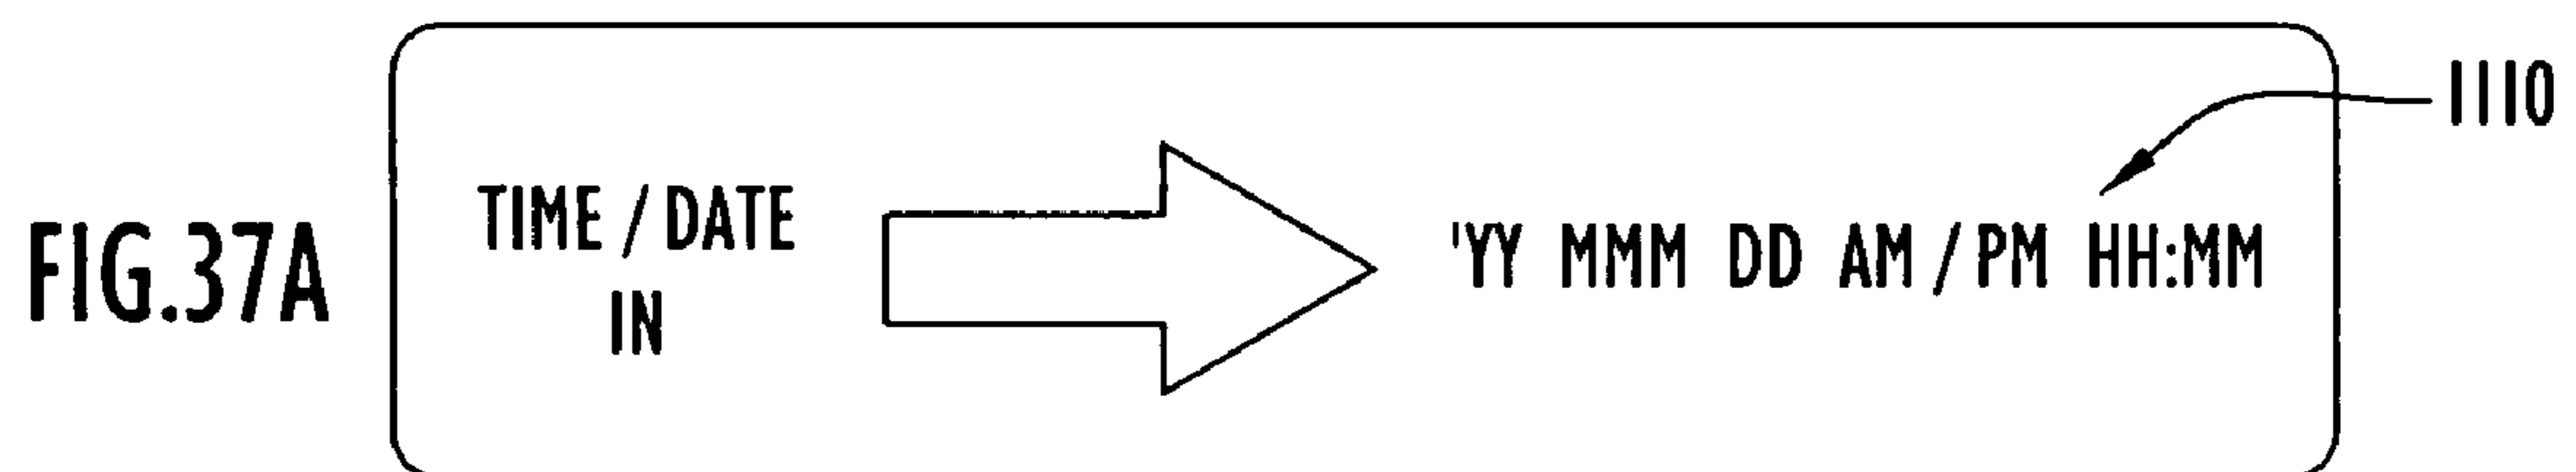 1110
TIME / DATE
IN
'YY MMM DD AM / PM HH:MM
FIG.37A